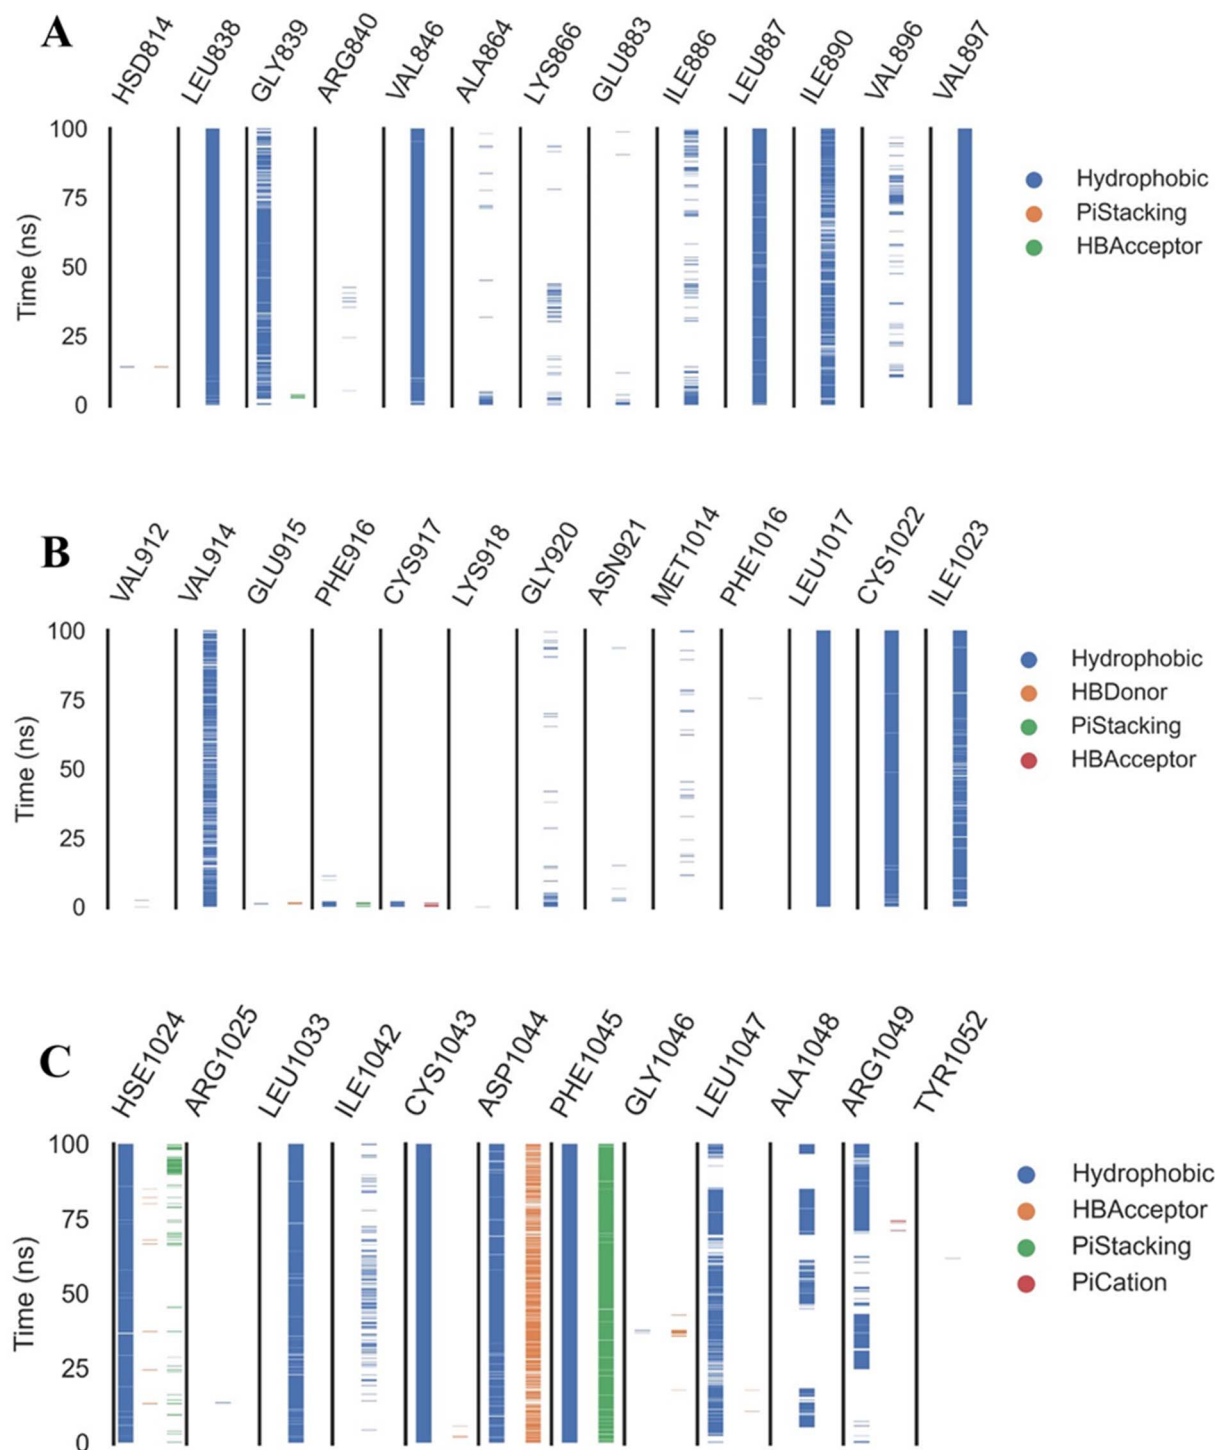 A
HSD814 LEU838 GLY839 ARG840 VAL846 ALA864 LYS866 GLU883 ILE886 LEU887 ILE890 VAL896 VAL897
100
75
50
25
0
Time (ns)
Hydrophobic
PiStacking
HBAcceptor
B
VAL912 VAL914 GLU915 PHE916 CYS917 LYS918 GLY920 ASN921 MET1014 PHE1016 LEU1017 CYS1022 ILE1023
100
75
50
25
0
Time (ns)
Hydrophobic
HBDonor
PiStacking
HBAcceptor
C
HSE1024 ARG1025 LEU1033 ILE1042 CYS1043 ASP1044 PHE1045 GLY1046 LEU1047 ALA1048 ARG1049 TYR1052
100
75
50
25
0
Time (ns)
Hydrophobic
HBAcceptor
PiStacking
PiCation